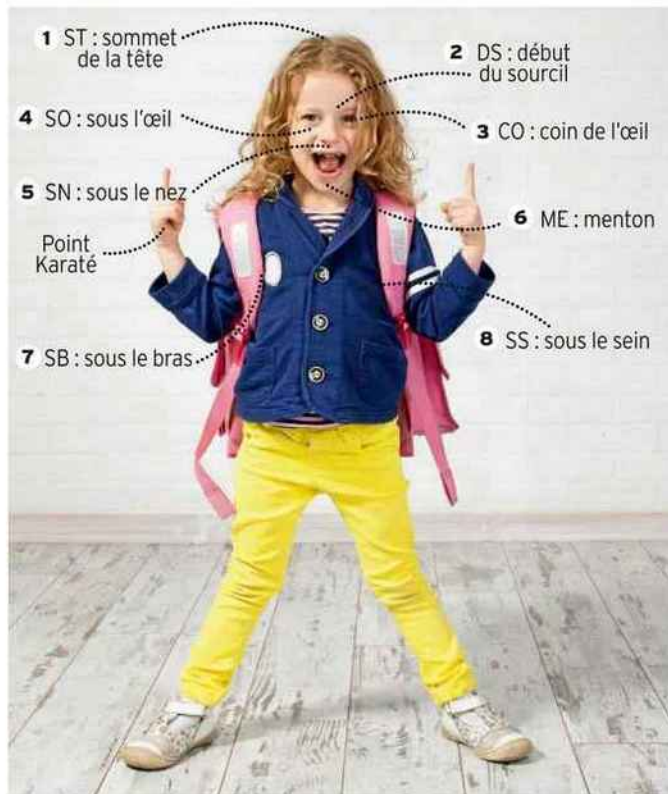 1 ST : sommet
de la tête
2 DS : début
du sourcil
4 SO : sous l'œil
3 CO : coin de l'œil
5 SN : sous le nez
6 ME : menton
Point
Karaté
8 SS : sous le sein
7 SB : sous le bras